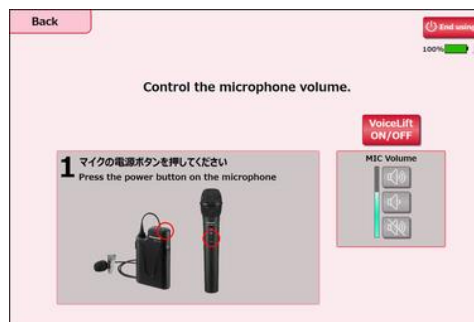 Back
End using
100%
Control the microphone volume.
VoiceLift
ON/OFF
1 マイクの電源ボタンを押してください
Press the power button on the microphone
MIC Volume